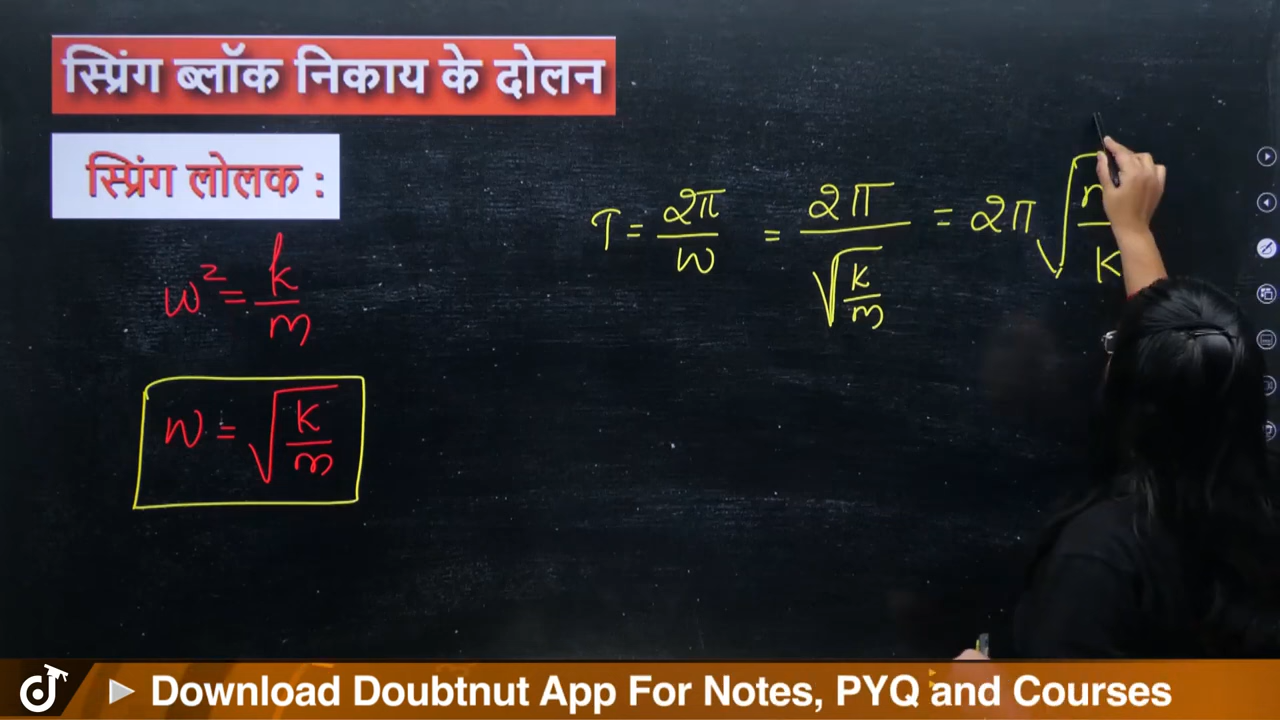 स्प्रिंग ब्लॉक निकाय के दोलन
स्प्रिंग लोलक :
ω² = k/m
ω = √(k/m)
T = 2π/ω = 2π/√(k/m) = 2π√(m/K
Download Doubtnut App For Notes, PYQ and Courses